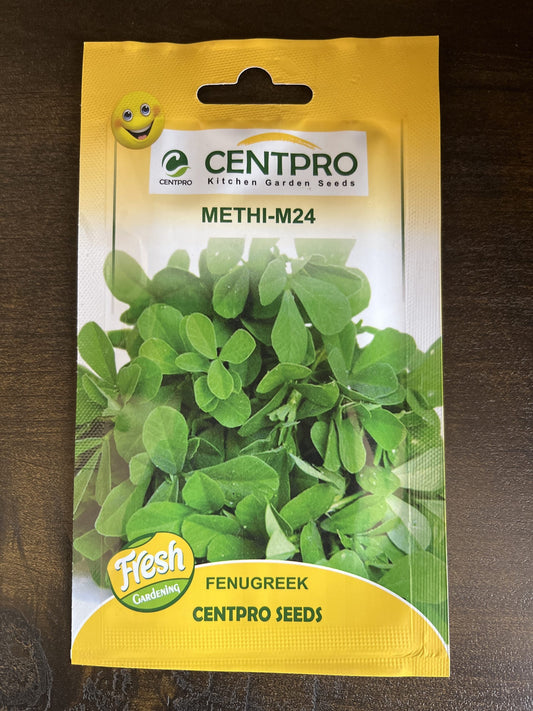 CENTPRO
CENTPRO
Kitchen Garden Seeds
METHI-M24
Fresh
GARDENING
FENUGREEK
CENTPRO SEEDS